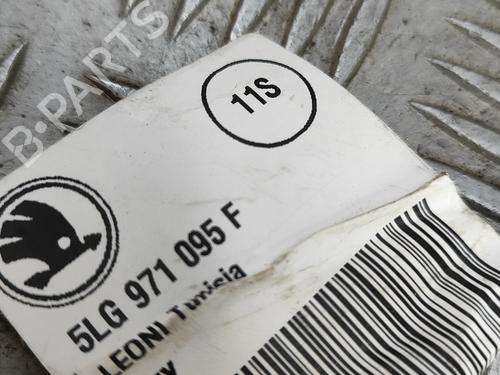 B-PARTS
11S
5LG 971 095 F
LEONI Tunisia